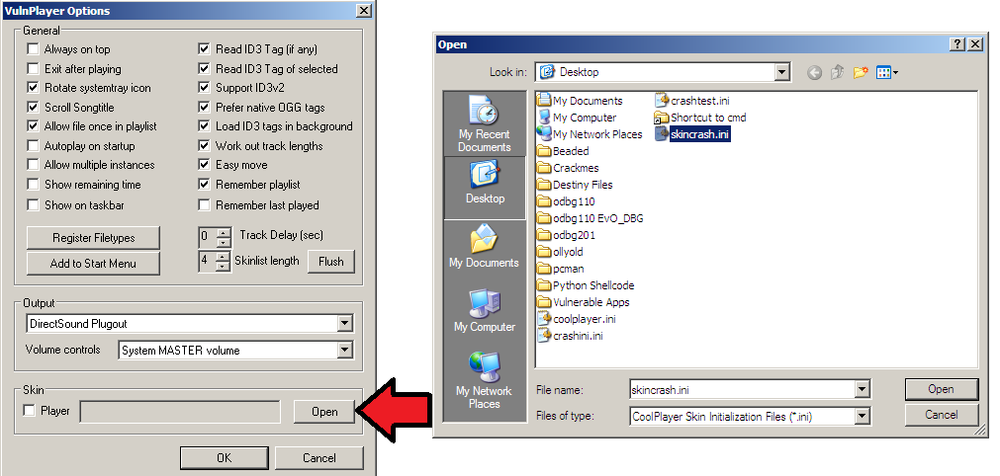 VulnPlayer Options
General
Always on top
Exit after playing
Rotate systemtray icon
Scroll Songtitle
Allow file once in playlist
Autoplay on startup
Allow multiple instances
Show remaining time
Show on taskbar
Read ID3 Tag (if any)
Read ID3 Tag of selected
Support ID3v2
Prefer native OGG tags
Load ID3 tags in background
Work out track lengths
Easy move
Remember playlist
Remember last played
Register Filetypes
Add to Start Menu
0 Track Delay (sec)
4 Skinlist length Flush
Output
DirectSound Plugout
Volume controls System MASTER volume
Skin
Player Open
OK Cancel
Open
Look in: Desktop
My Recent
Documents
Desktop
My Documents
My Computer
My Network
Places
My Documents
My Computer
My Network Places
Beaded
Crackmes
Destiny Files
odbg110
odbg110 EvO_DBG
odbg201
ollyold
pcman
Python Shellcode
Vulnerable Apps
coolplayer.ini
crashini.ini
crashtest.ini
Shortcut to cmd
skincrash.ini
File name: skincrash.ini Open
Files of type: CoolPlayer Skin Initialization Files (*.ini) Cancel